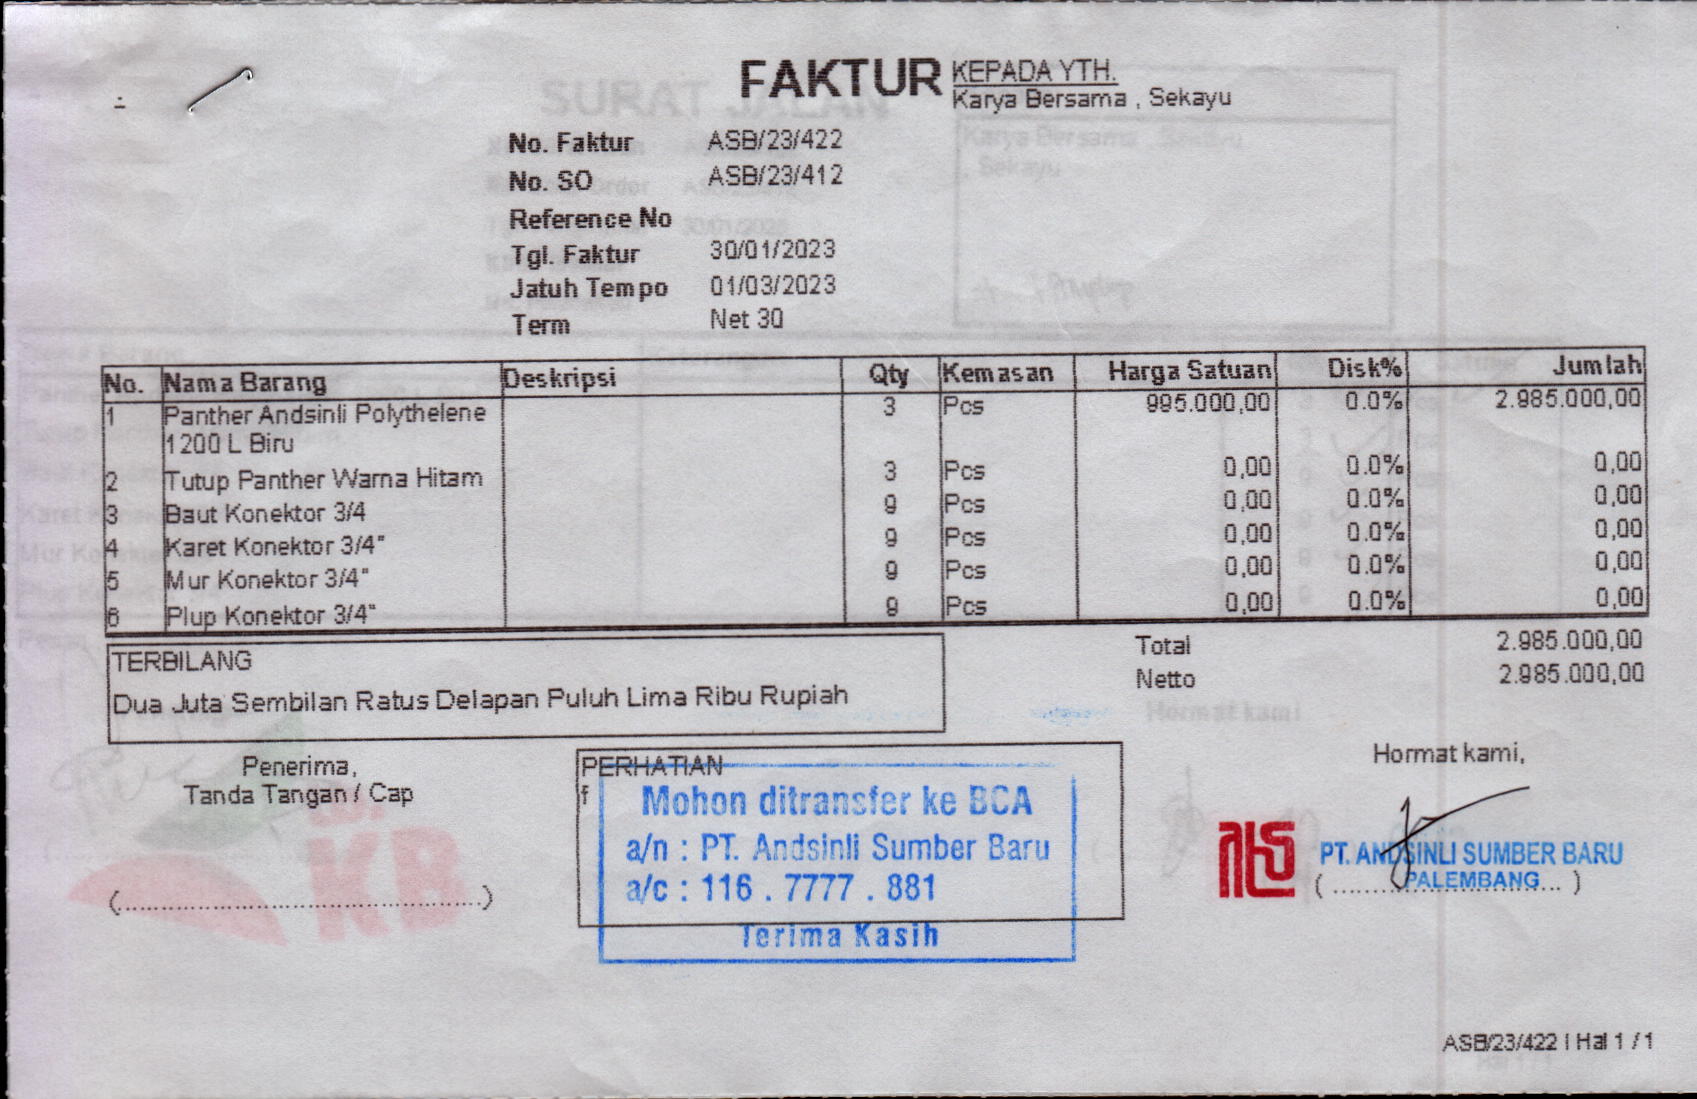 FAKTUR
KEPADA YTH.
Karya Bersama , Sekayu
No. Faktur ASB/23/422
No. SO ASB/23/412
Reference No
Tgl. Faktur 30/01/2023
Jatuh Tempo 01/03/2023
Term Net 30
No. Nama Barang Deskripsi Qty Kemasan Harga Satuan Disk% Jumlah
1 Panther Andsinli Polythelene 3 Pcs 995.000,00 0.0% 2.985.000,00
1200 L Biru
2 Tutup Panther Warna Hitam 3 Pcs 0,00 0.0% 0,00
3 Baut Konektor 3/4 9 Pcs 0,00 0.0% 0,00
4 Karet Konektor 3/4" 9 Pcs 0,00 0.0% 0,00
5 Mur Konektor 3/4" 9 Pcs 0,00 0.0% 0,00
6 Plup Konektor 3/4" 9 Pcs 0,00 0.0% 0,00
Total 2.985.000,00
Netto 2.985.000,00
TERBILANG
Dua Juta Sembilan Ratus Delapan Puluh Lima Ribu Rupiah
Penerima,
Tanda Tangan / Cap
(....................................................)
KB
PERHATIAN
f
Mohon ditransfer ke BCA
a/n : PT. Andsinli Sumber Baru
a/c : 116 . 7777 . 881
Terima Kasih
Hormat kami,
PT. ANDSINLI SUMBER BARU
PALEMBANG
ASB/23/422 | Hal 1 / 1